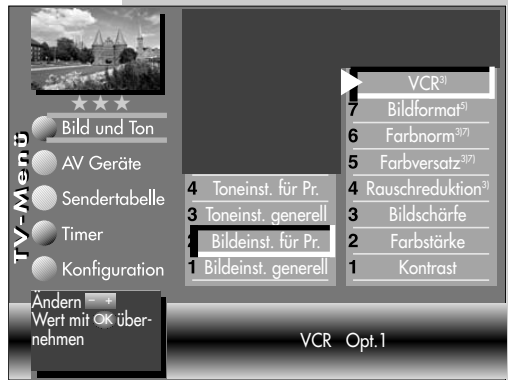 TV-Menü
Bild und Ton
AV Geräte
Sendertabelle
Timer
Konfiguration
4 Toneinst. für Pr.
3 Toneinst. generell
2 Bildeinst. für Pr.
1 Bildeinst. generell
VCR3)
7 Bildformat5)
6 Farbnorm3)7)
5 Farbversatz3)7)
4 Rauschreduktion3)
3 Bildschärfe
2 Farbstärke
1 Kontrast
Ändern - +
Wert mit OK über-
nehmen
VCR Opt.1